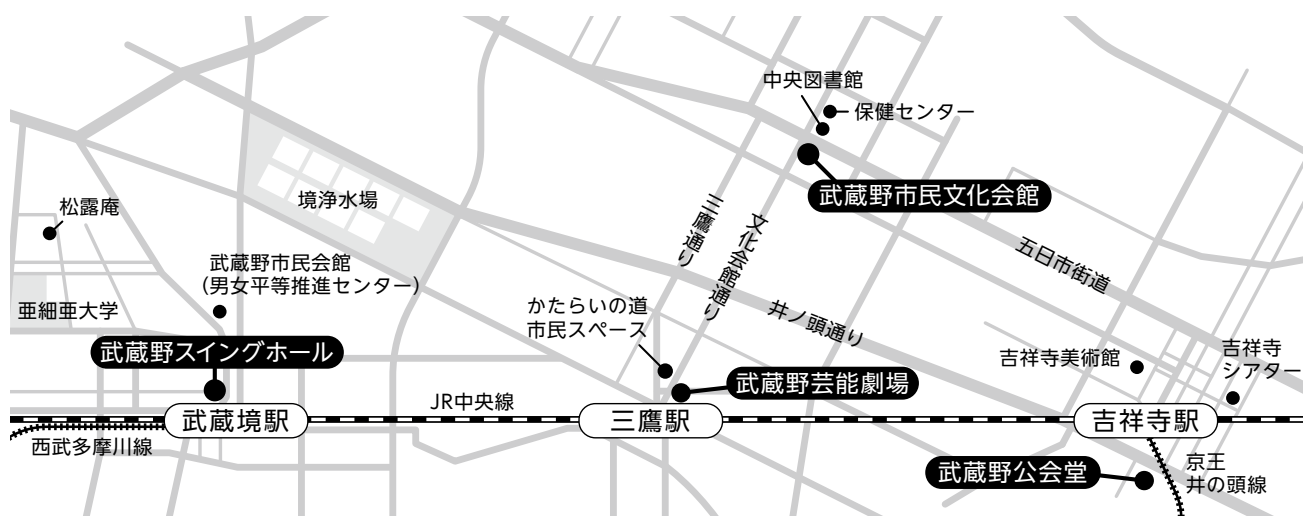 中央図書館
保健センター
武蔵野市民文化会館
境浄水場
松露庵
三鷹通り
文化会館通り
五日市街道
武蔵野市民会館
(男女平等推進センター)
亜細亜大学
かたらいの道
市民スペース
井ノ頭通り
武蔵野スイングホール
吉祥寺美術館
吉祥寺
シアター
武蔵野芸能劇場
JR中央線
武蔵境駅
三鷹駅
吉祥寺駅
西武多摩川線
武蔵野公会堂
京王
井の頭線